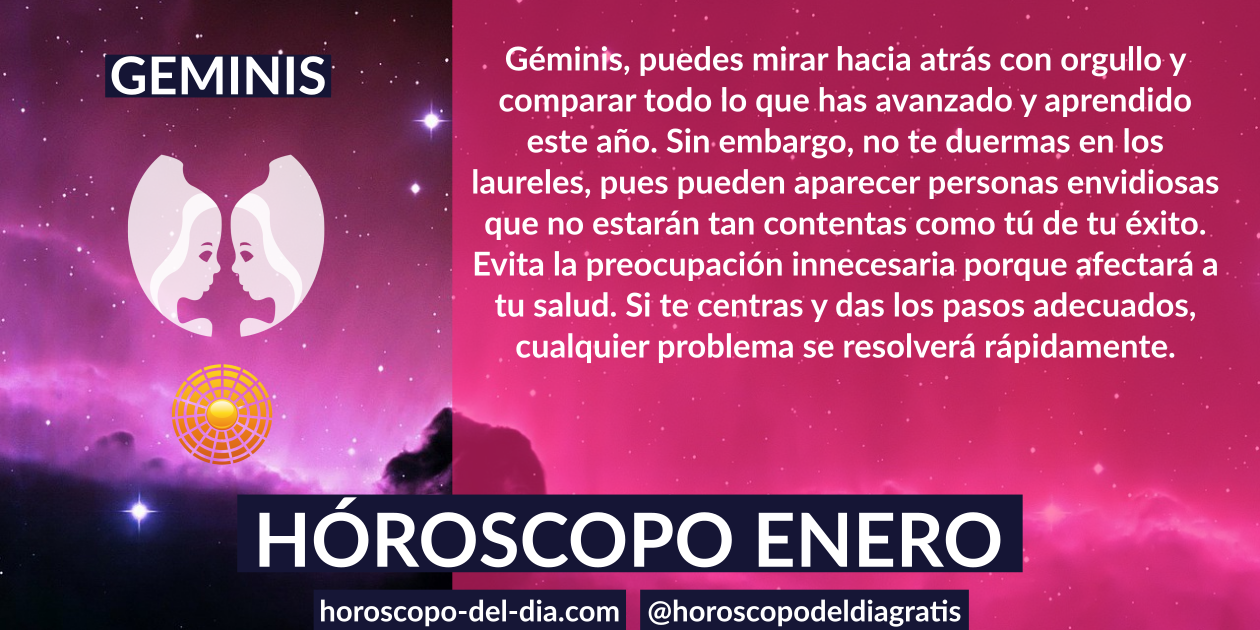 GEMINIS
Géminis, puedes mirar hacia atrás con orgullo y
comparar todo lo que has avanzado y aprendido
este año. Sin embargo, no te duermas en los
laureles, pues pueden aparecer personas envidiosas
que no estarán tan contentas como tú de tu éxito.
Evita la preocupación innecesaria porque afectará a
tu salud. Si te centras y das los pasos adecuados,
cualquier problema se resolverá rápidamente.
HÓROSCOPO ENERO
horoscopo-del-dia.com
@horoscopodeldiagratis